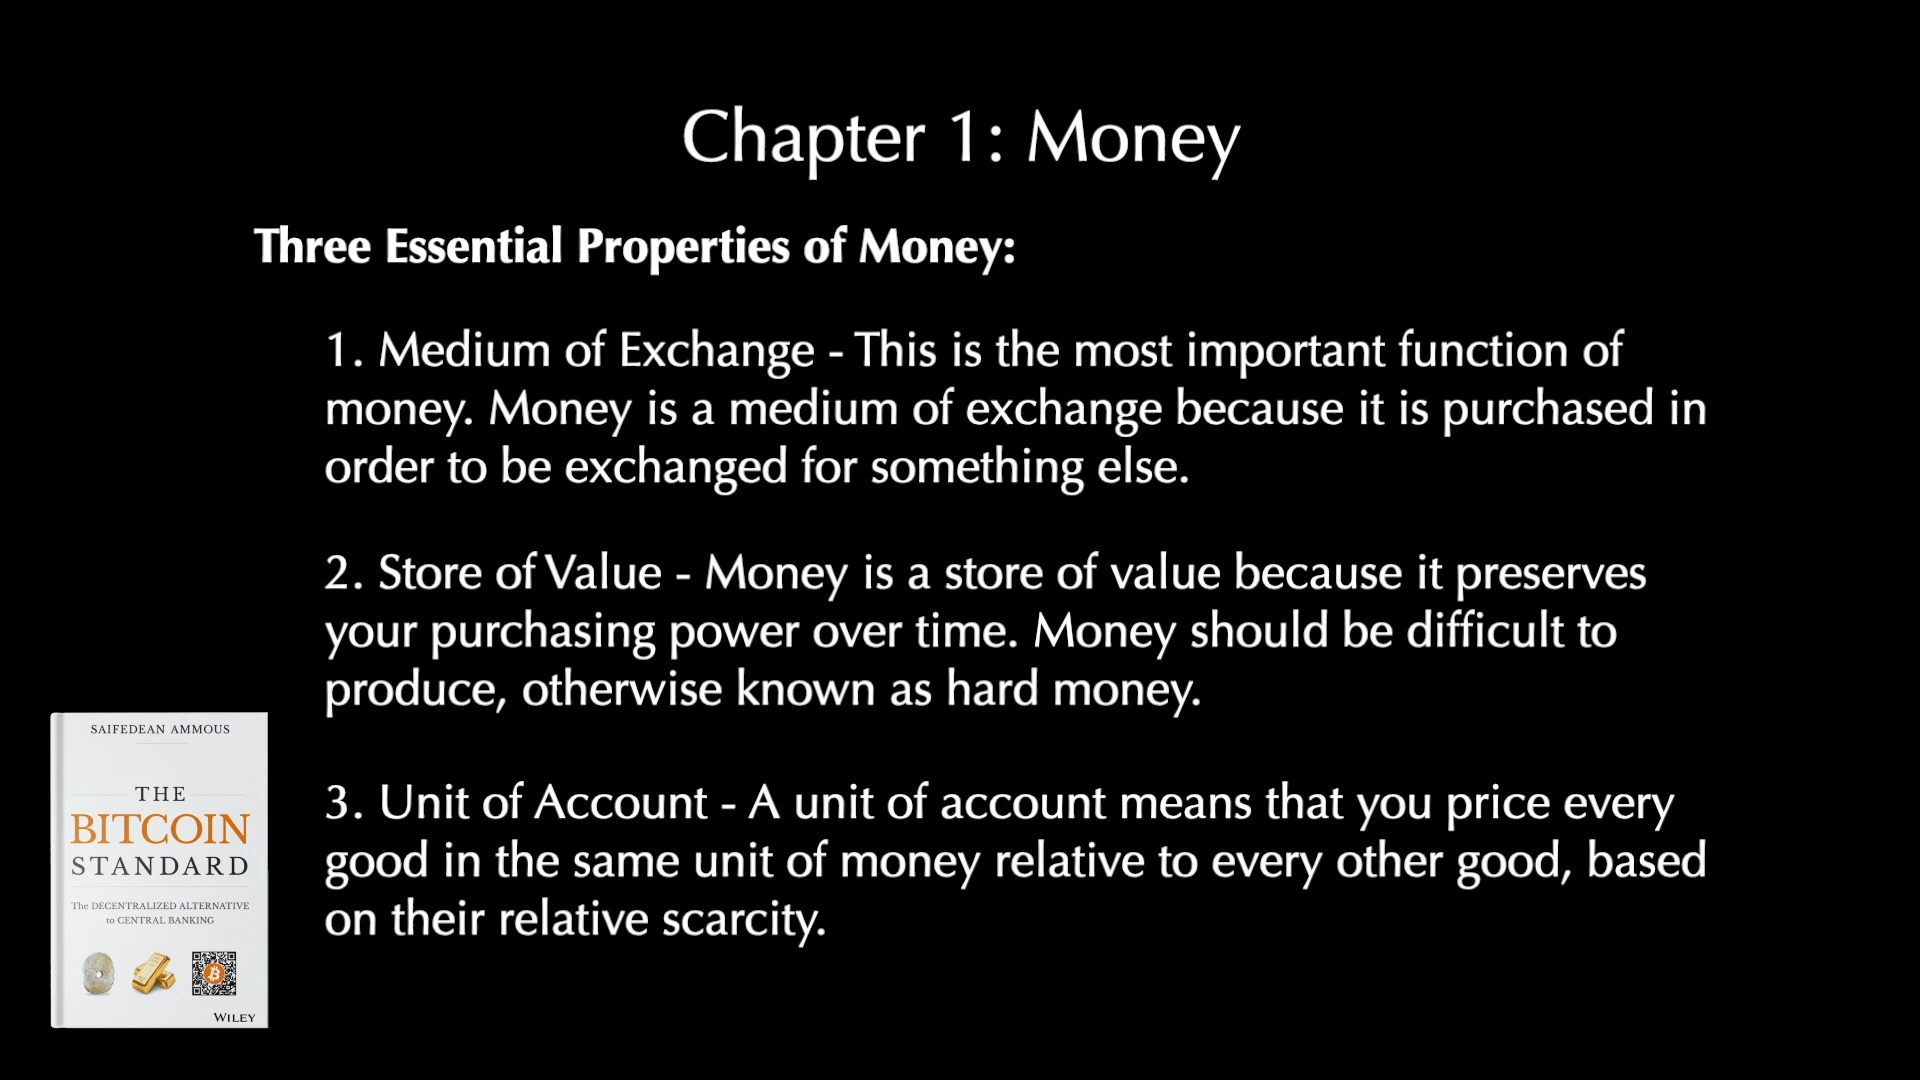 Chapter 1: Money
Three Essential Properties of Money:
1. Medium of Exchange - This is the most important function of
money. Money is a medium of exchange because it is purchased in
order to be exchanged for something else.
2. Store of Value - Money is a store of value because it preserves
your purchasing power over time. Money should be difficult to
produce, otherwise known as hard money.
3. Unit of Account - A unit of account means that you price every
good in the same unit of money relative to every other good, based
on their relative scarcity.
SAIFEDEAN AMMOUS
THE
BITCOIN
STANDARD
The DECENTRALIZED ALTERNATIVE
to CENTRAL BANKING
WILEY